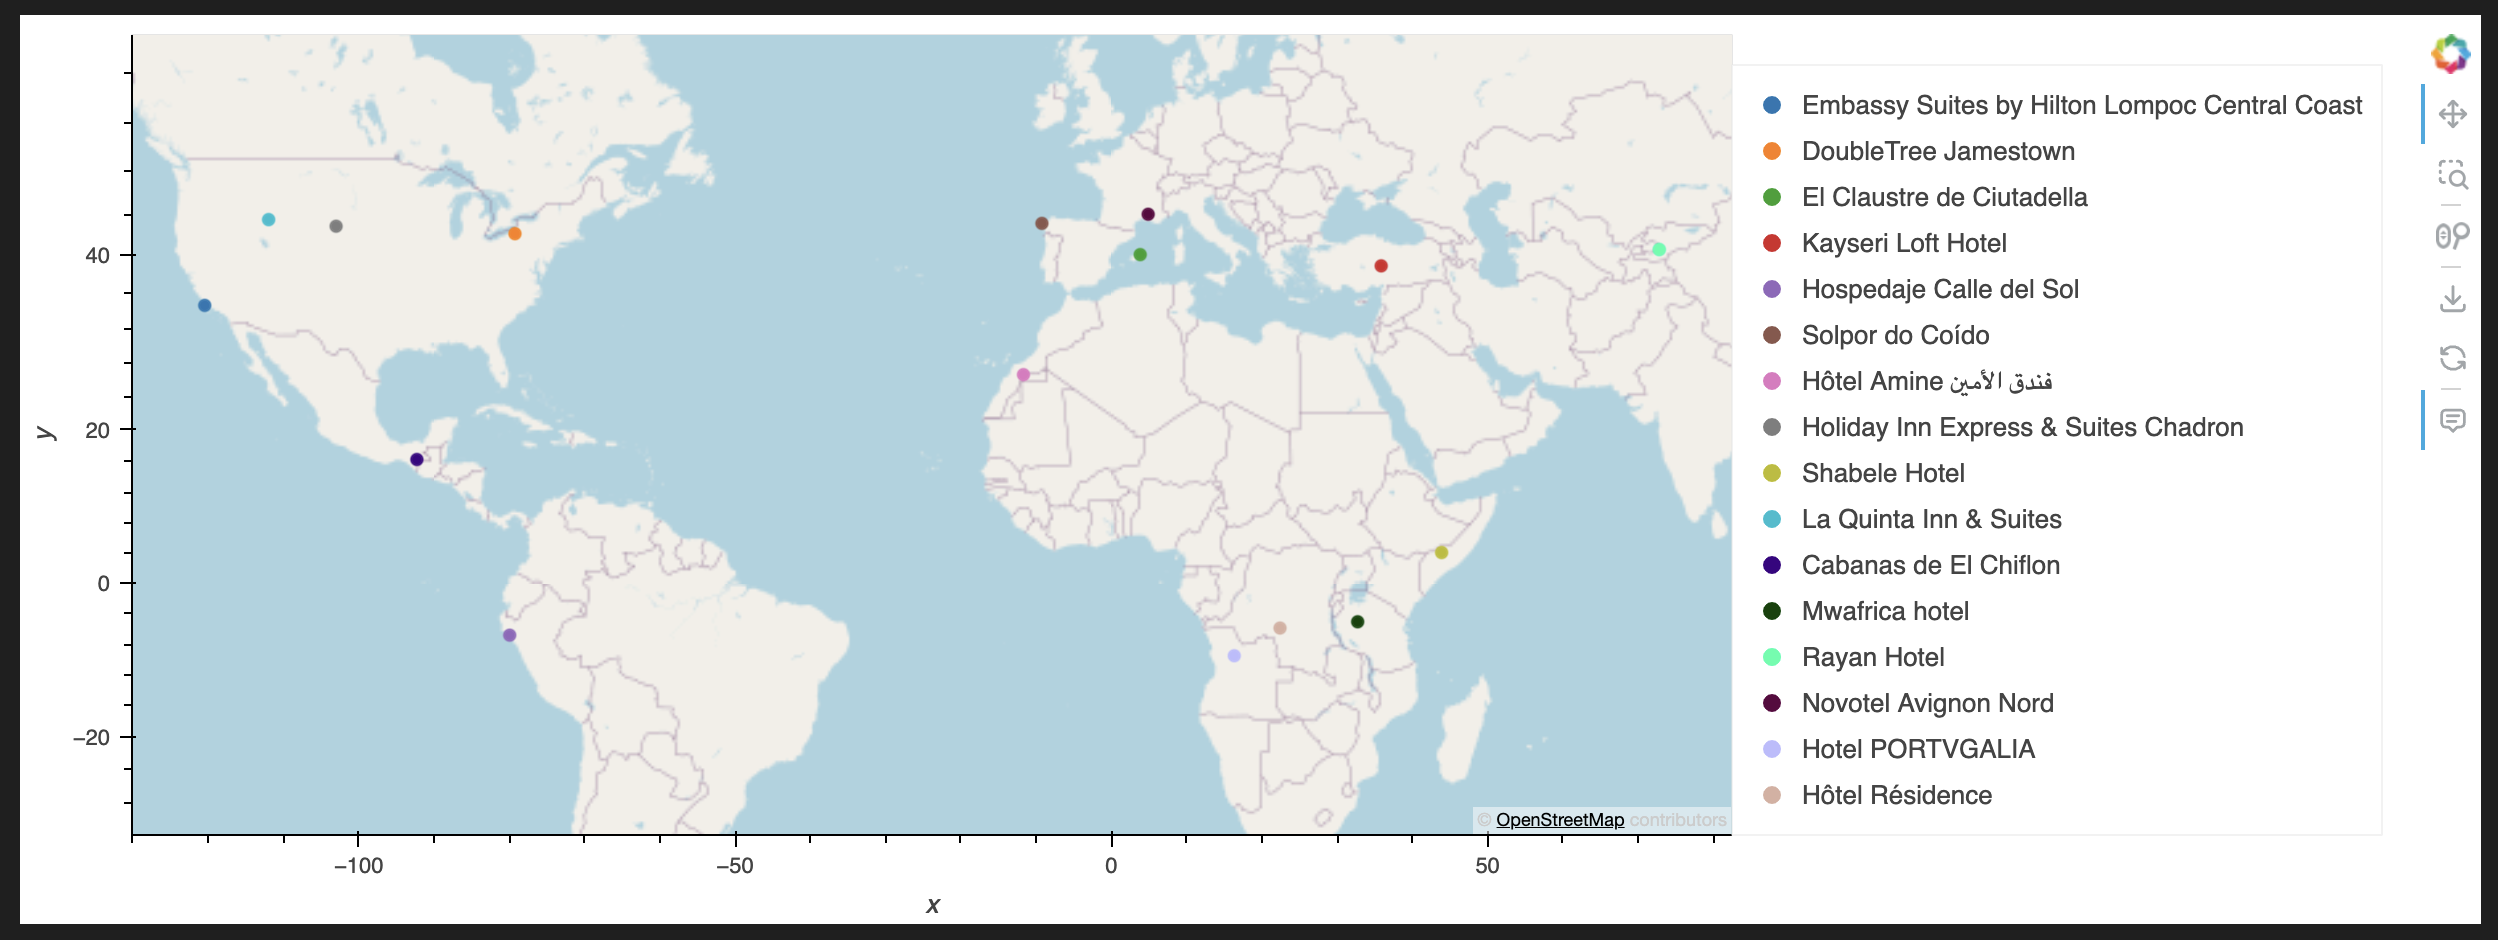 Embassy Suites by Hilton Lompoc Central Coast
DoubleTree Jamestown
El Claustre de Ciutadella
Kayseri Loft Hotel
Hospedaje Calle del Sol
Solpor do Coído
Hôtel Amine فندق الأمين
Holiday Inn Express & Suites Chadron
Shabele Hotel
La Quinta Inn & Suites
Cabanas de El Chiflon
Mwafrica hotel
Rayan Hotel
Novotel Avignon Nord
Hotel PORTVGALIA
Hôtel Résidence
40
20
0
−20
y
© OpenStreetMap contributors
−100
−50
0
50
x